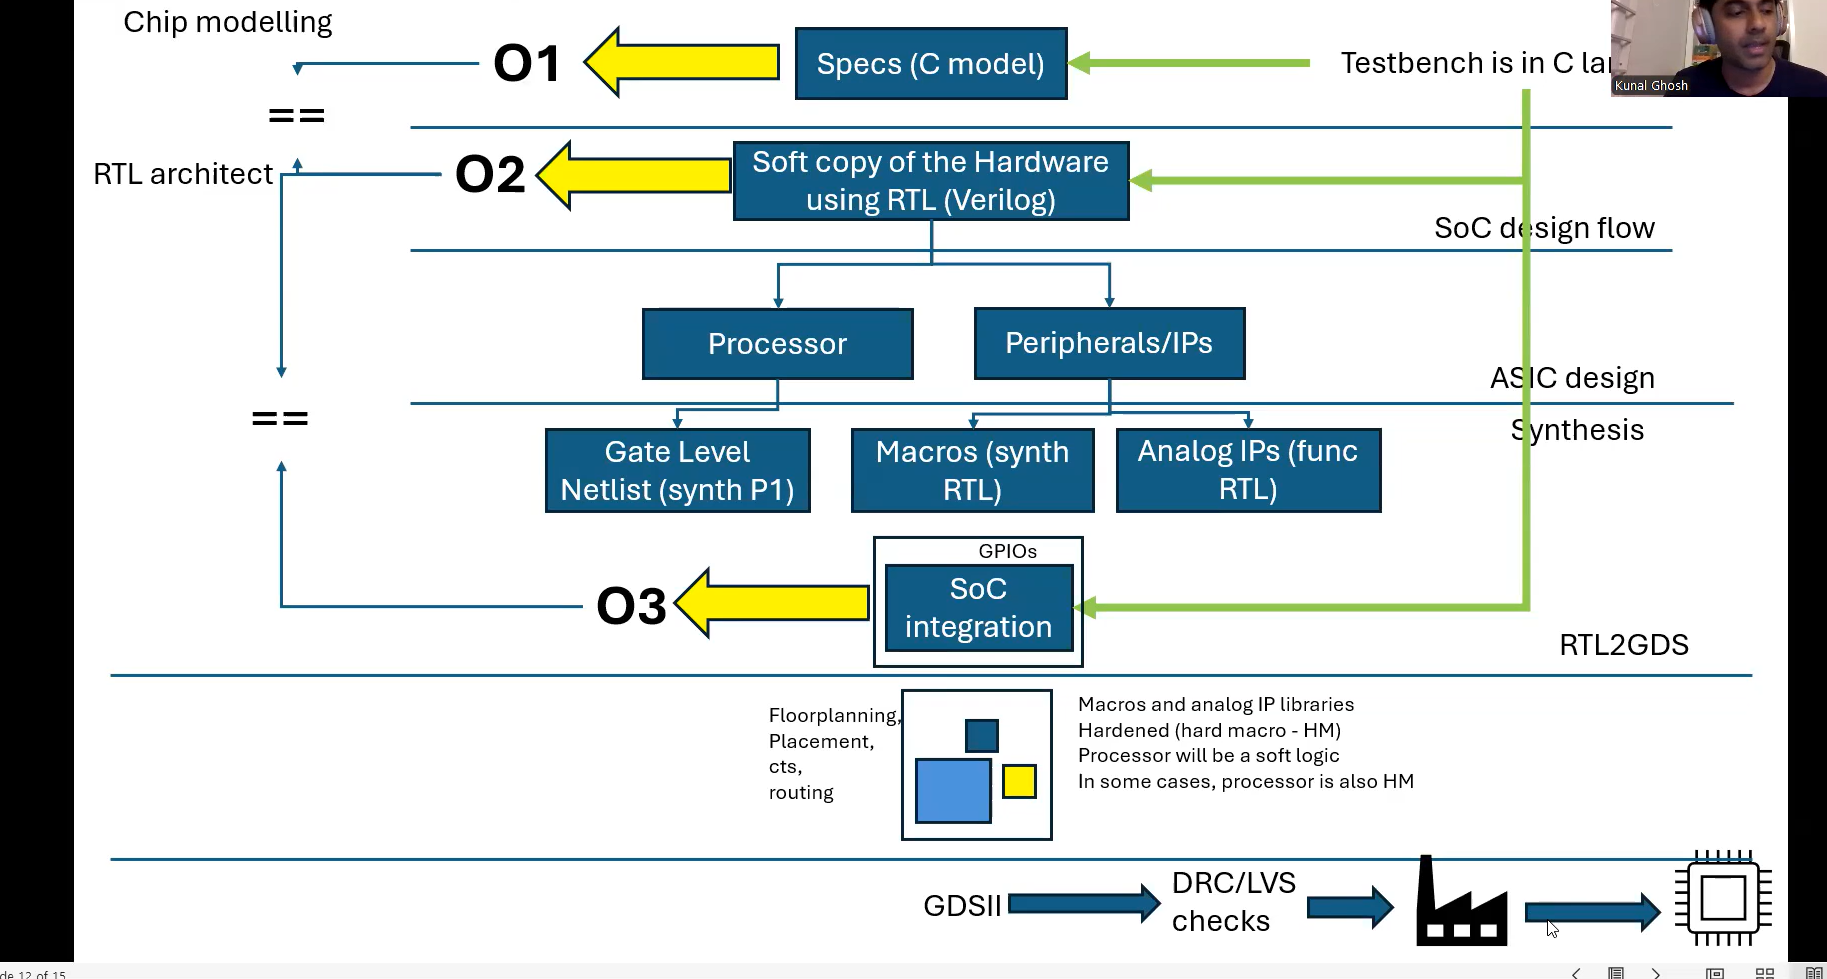 Chip modelling
O1
Specs (C model)
Testbench is in C
Kunal Ghosh
==
RTL architect
O2
Soft copy of the Hardware
using RTL (Verilog)
SoC design flow
Processor
Peripherals/IPs
ASIC design
==
Synthesis
Gate Level
Netlist (synth P1)
Macros (synth
RTL)
Analog IPs (func
RTL)
GPIOs
SoC
integration
O3
RTL2GDS
Floorplanning,
Placement,
cts,
routing
Macros and analog IP libraries
Hardened (hard macro - HM)
Processor will be a soft logic
In some cases, processor is also HM
GDSII
DRC/LVS
checks
12 of 15